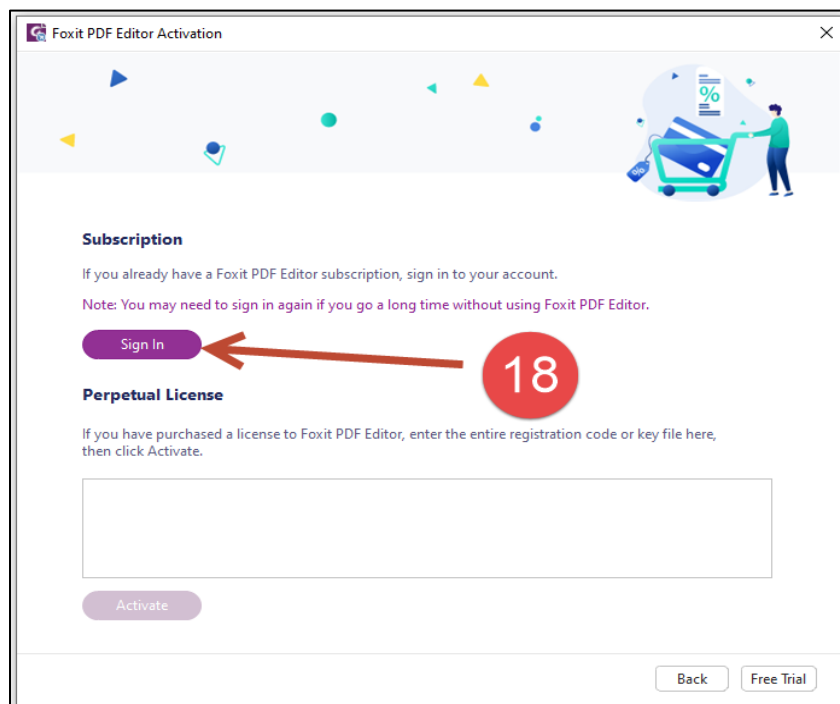 Foxit PDF Editor Activation
%
%
Subscription
If you already have a Foxit PDF Editor subscription, sign in to your account.
Note: You may need to sign in again if you go a long time without using Foxit PDF Editor.
Sign In
18
Perpetual License
If you have purchased a license to Foxit PDF Editor, enter the entire registration code or key file here,
then click Activate.
Activate
Back
Free Trial